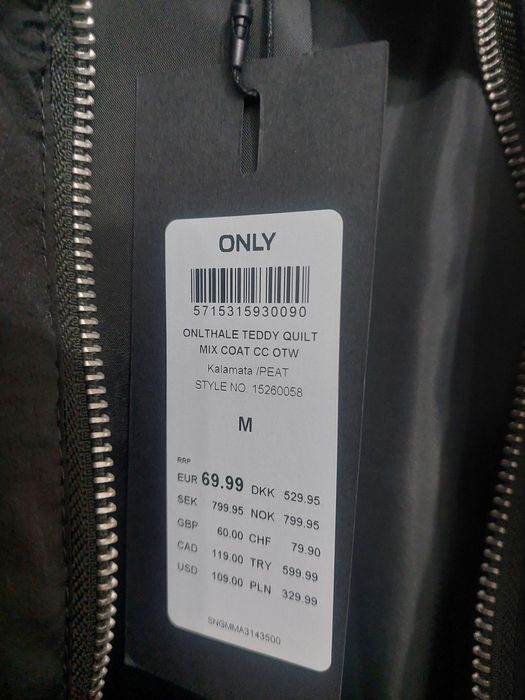 ONLY
5715315930090
ONLTHALE TEDDY QUILT
MIX COAT CC OTW
Kalamata /PEAT
STYLE NO. 15260058
M
RRP
EUR 69.99 DKK 529.95
SEK 799.95 NOK 799.95
GBP 60.00 CHF 79.90
CAD 119.00 TRY 599.99
USD 109.00 PLN 329.99
SNGMMA3143500